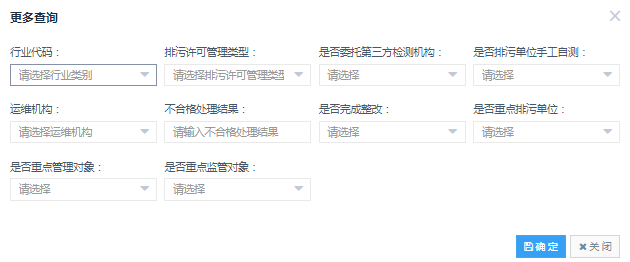 更多查询
行业代码： 排污许可管理类型： 是否委托第三方检测机构： 是否排污单位手工自测：
请选择行业类别 请选择排污许可管理类型 请选择 请选择
运维机构： 不合格处理结果： 是否完成整改： 是否重点排污单位：
请选择运维机构 请输入不合格处理结果 请选择 请选择
是否重点管理对象： 是否重点监管对象：
请选择 请选择
确定 关闭